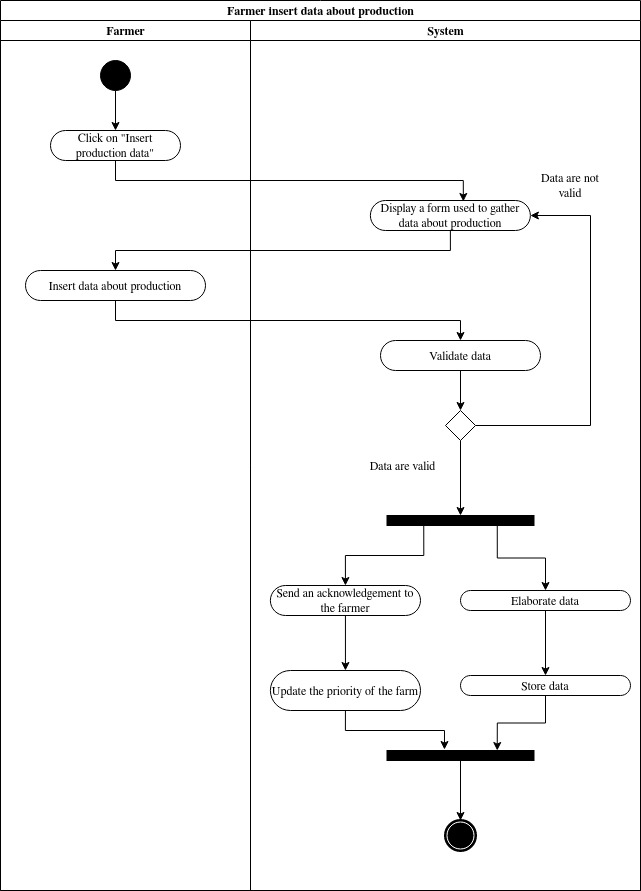 Farmer insert data about production
Farmer
System
Click on "Insert
production data"
Data are not
valid
Display a form used to gather
data about production
Insert data about production
Validate data
Data are valid
Send an acknowledgement to
the farmer
Elaborate data
Update the priority of the farm
Store data